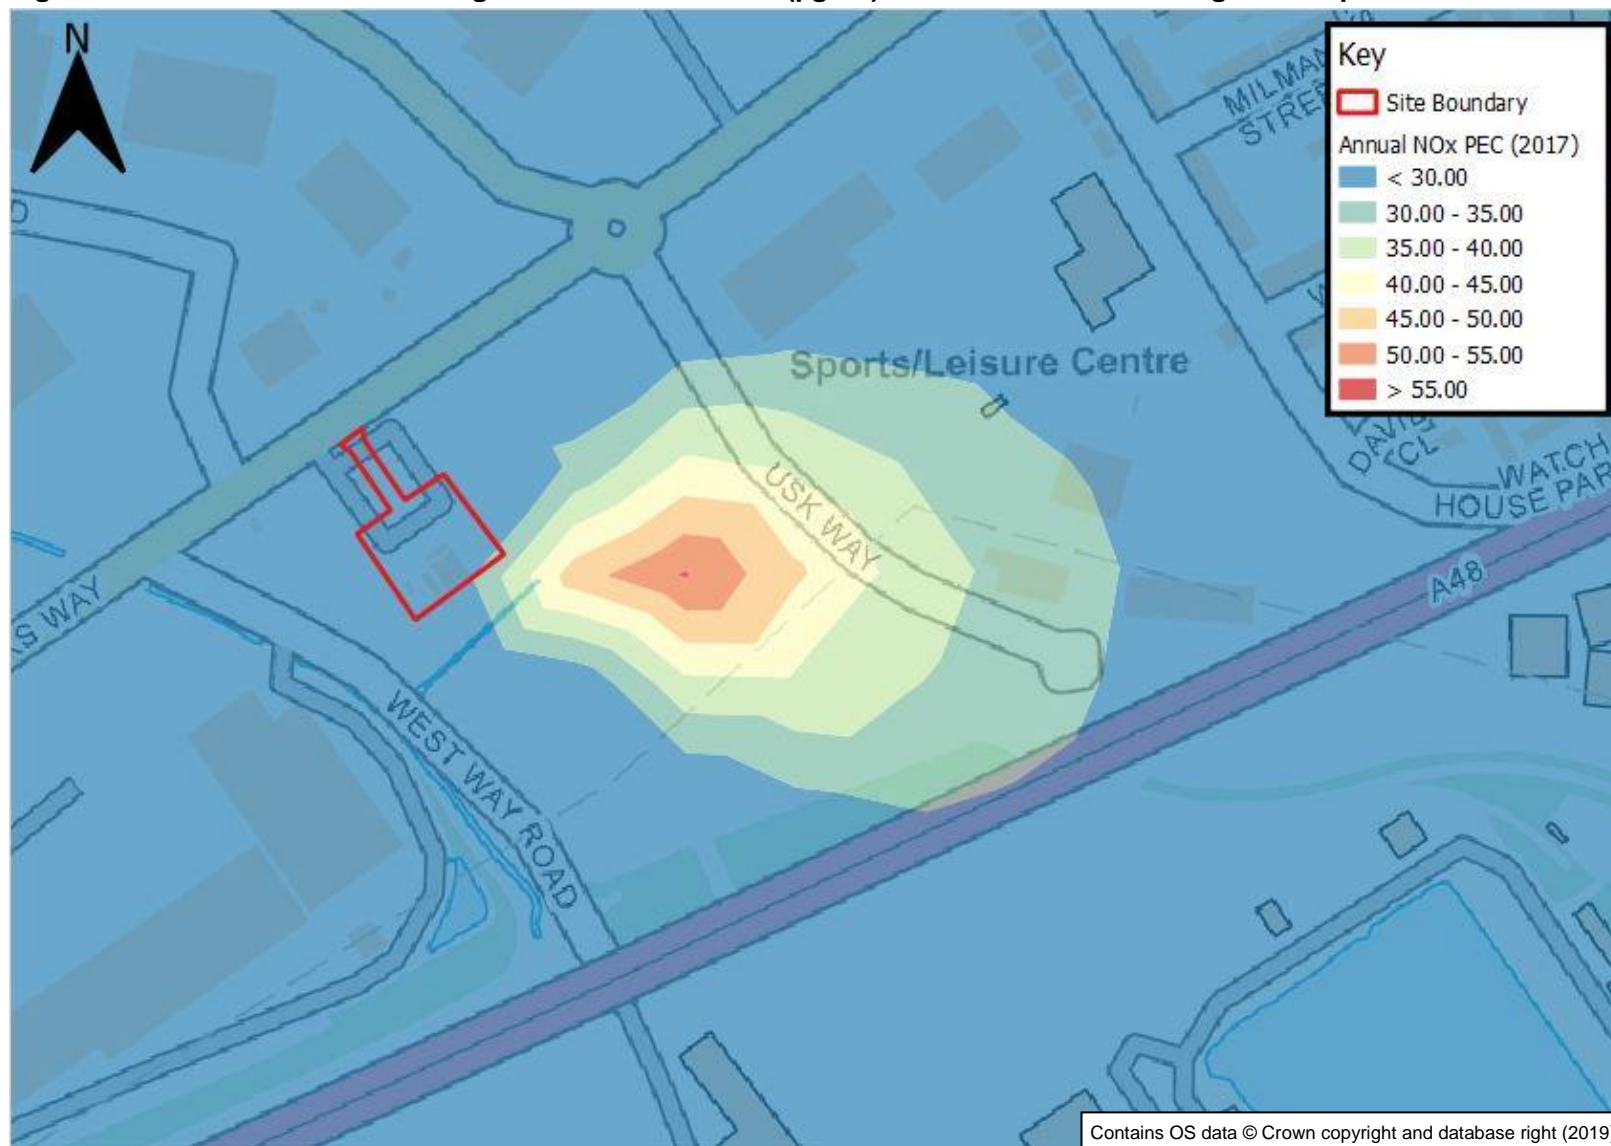 N
Key
Site Boundary
Annual NOx PEC (2017)
< 30.00
30.00 - 35.00
35.00 - 40.00
40.00 - 45.00
45.00 - 50.00
50.00 - 55.00
> 55.00
Sports/Leisure Centre
USK WAY
WATCH
HOUSE PAR
A48
S WAY
WEST WAY ROAD
Contains OS data © Crown copyright and database right (2019